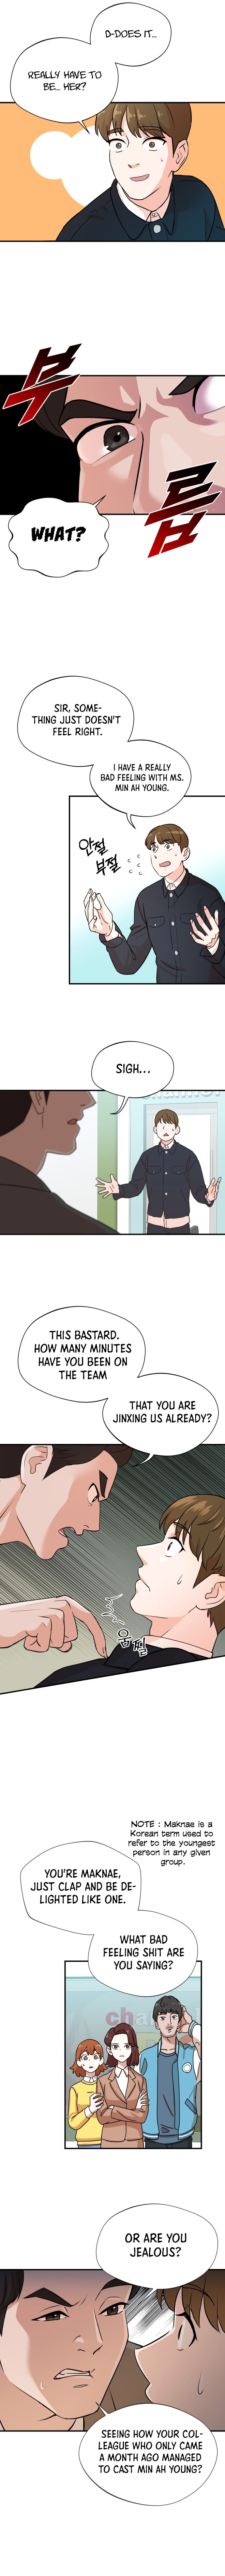 D-DOES IT...
REALLY HAVE TO
BE... HER?
부
릅
WHAT?
SIR, SOME-
THING JUST DOESN'T
FEEL RIGHT.
I HAVE A REALLY
BAD FEELING WITH MS.
MIN AH YOUNG.
안절
부절
SIGH...
THIS BASTARD.
HOW MANY MINUTES
HAVE YOU BEEN ON
THE TEAM
THAT YOU ARE
JINXING US ALREADY?
움찔
NOTE : Maknae is a
Korean term used to
refer to the youngest
person in any given
group.
YOU'RE MAKNAE,
JUST CLAP AND BE DE-
LIGHTED LIKE ONE.
WHAT BAD
FEELING SHIT ARE
YOU SAYING?
cha
OR ARE YOU
JEALOUS?
SEEING HOW YOUR COL-
LEAGUE WHO ONLY CAME
A MONTH AGO MANAGED
TO CAST MIN AH YOUNG?